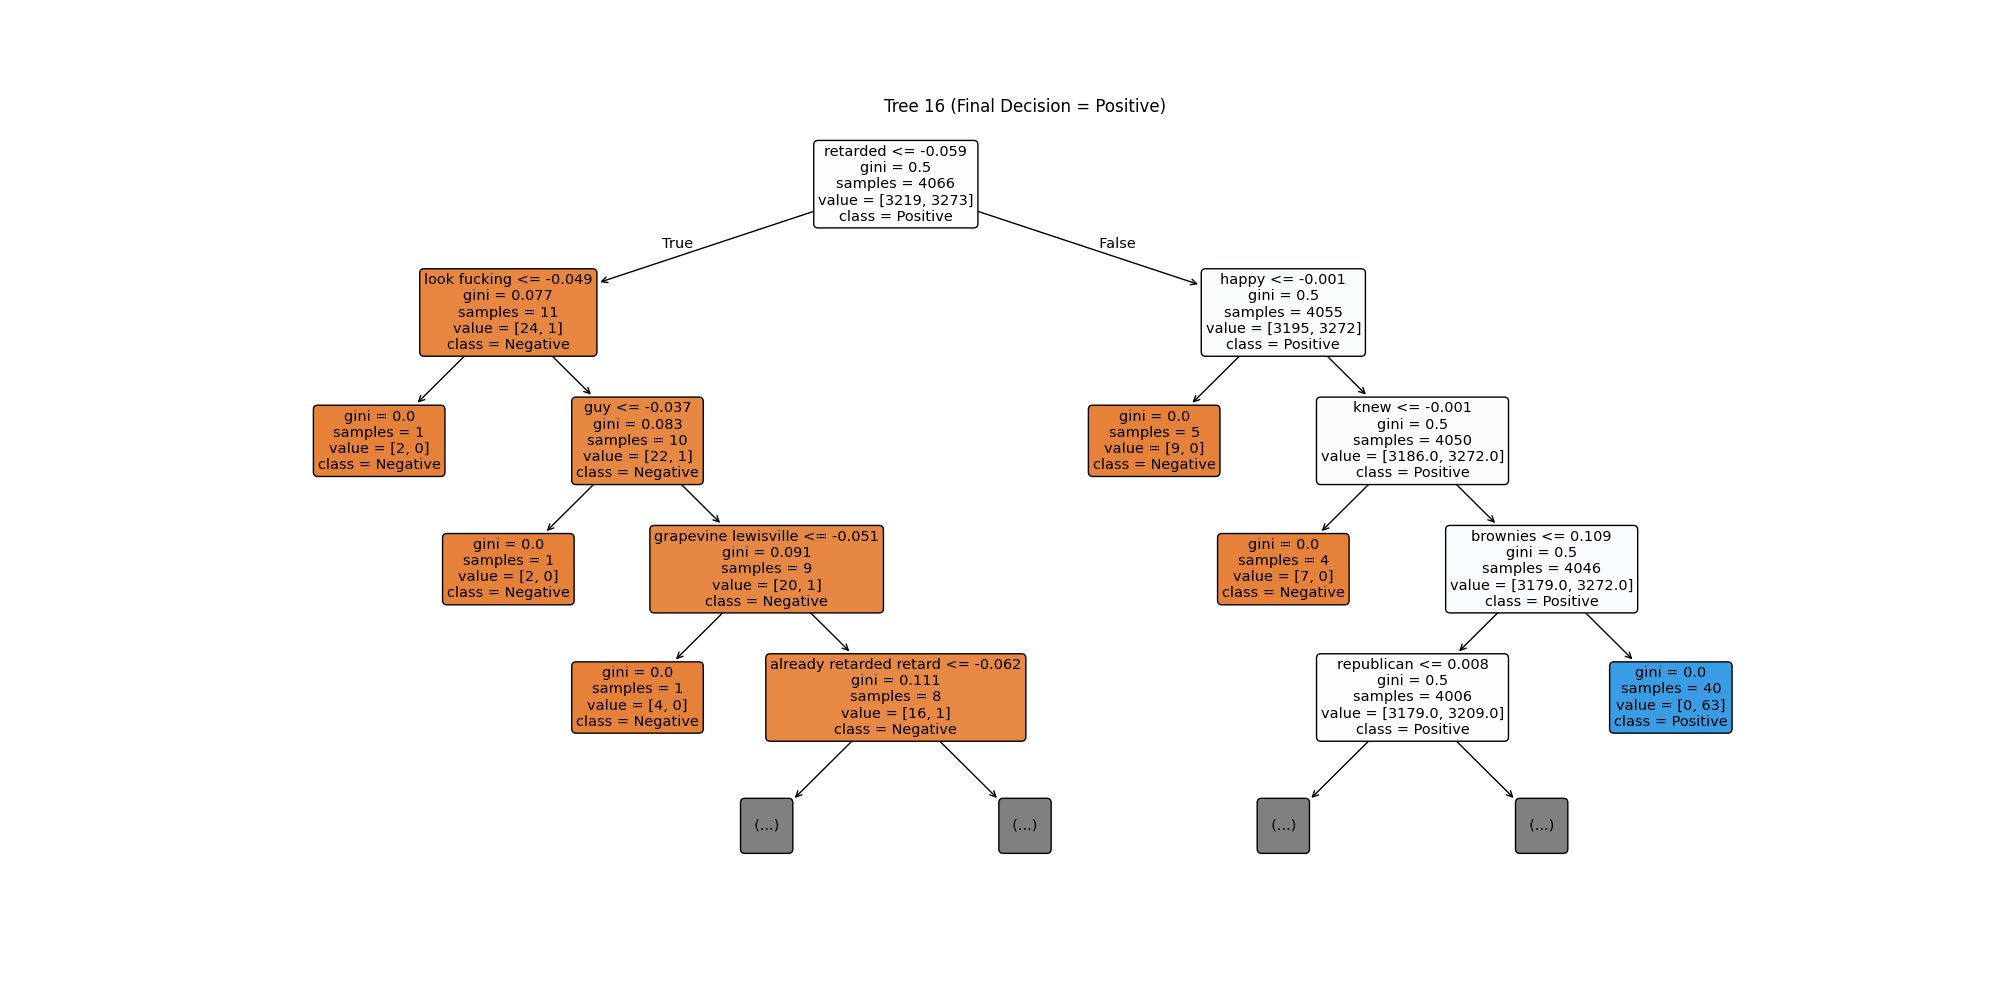 Tree 16 (Final Decision = Positive)
retarded <= -0.059
gini = 0.5
samples = 4066
value = [3219, 3273]
class = Positive
True
False
look fucking <= -0.049
gini = 0.077
samples = 11
value = [24, 1]
class = Negative
happy <= -0.001
gini = 0.5
samples = 4055
value = [3195, 3272]
class = Positive
gini = 0.0
samples = 1
value = [2, 0]
class = Negative
guy <= -0.037
gini = 0.083
samples = 10
value = [22, 1]
class = Negative
gini = 0.0
samples = 5
value = [9, 0]
class = Negative
knew <= -0.001
gini = 0.5
samples = 4050
value = [3186.0, 3272.0]
class = Positive
gini = 0.0
samples = 1
value = [2, 0]
class = Negative
grapevine lewisville <= -0.051
gini = 0.091
samples = 9
value = [20, 1]
class = Negative
gini = 0.0
samples = 4
value = [7, 0]
class = Negative
brownies <= 0.109
gini = 0.5
samples = 4046
value = [3179.0, 3272.0]
class = Positive
gini = 0.0
samples = 1
value = [4, 0]
class = Negative
already retarded retard <= -0.062
gini = 0.111
samples = 8
value = [16, 1]
class = Negative
republican <= 0.008
gini = 0.5
samples = 4006
value = [3179.0, 3209.0]
class = Positive
gini = 0.0
samples = 40
value = [0, 63]
class = Positive
(...)
(...)
(...)
(...)